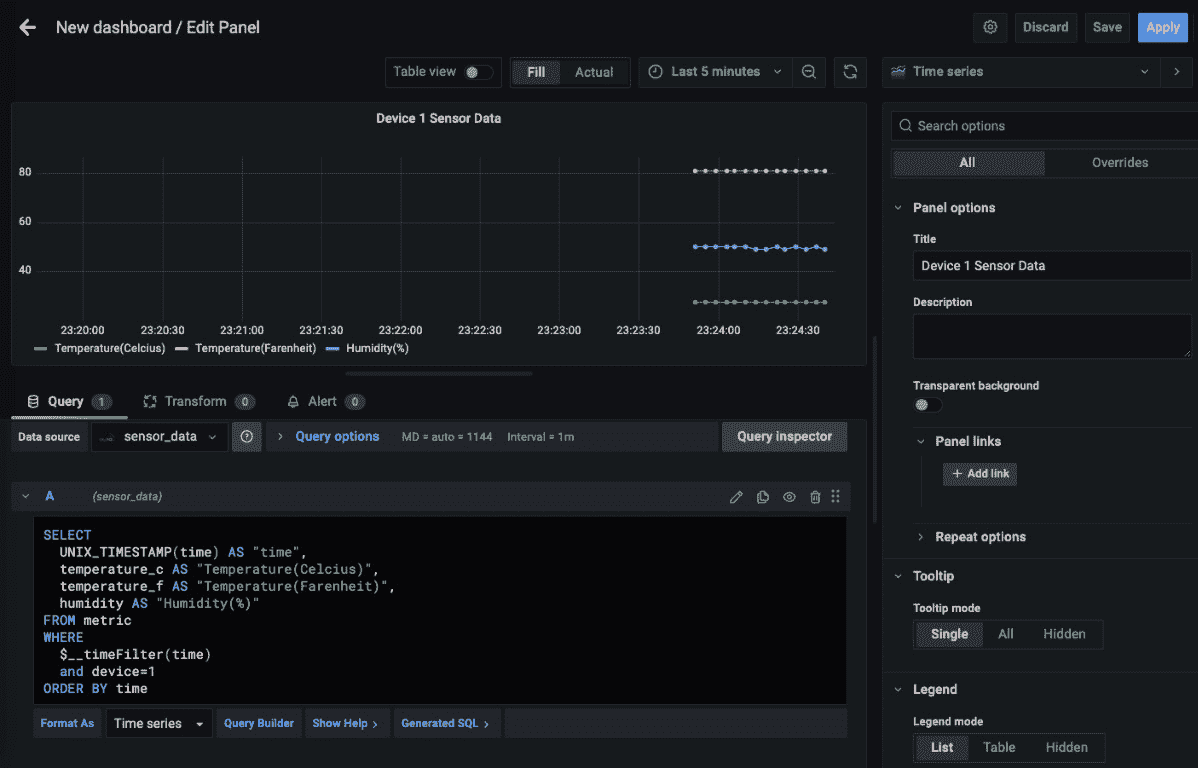 New dashboard / Edit Panel
Discard
Save
Apply
Table view
Fill
Actual
Last 5 minutes
Time series
Device 1 Sensor Data
80
60
40
23:20:00 23:20:30 23:21:00 23:21:30 23:22:00 23:22:30 23:23:00 23:23:30 23:24:00 23:24:30
Temperature(Celcius) Temperature(Farenheit) Humidity(%)
Query 1 Transform 0 Alert 0
Data source sensor_data Query options MD = auto = 1144 Interval = 1m Query inspector
A (sensor_data)
SELECT
UNIX_TIMESTAMP(time) AS "time",
temperature_c AS "Temperature(Celcius)",
temperature_f AS "Temperature(Farenheit)",
humidity AS "Humidity(%)"
FROM metric
WHERE
$__timeFilter(time)
and device=1
ORDER BY time
Format As Time series Query Builder Show Help > Generated SQL >
Search options
All Overrides
Panel options
Title
Device 1 Sensor Data
Description
Transparent background
Panel links
+ Add link
Repeat options
Tooltip
Tooltip mode
Single All Hidden
Legend
Legend mode
List Table Hidden